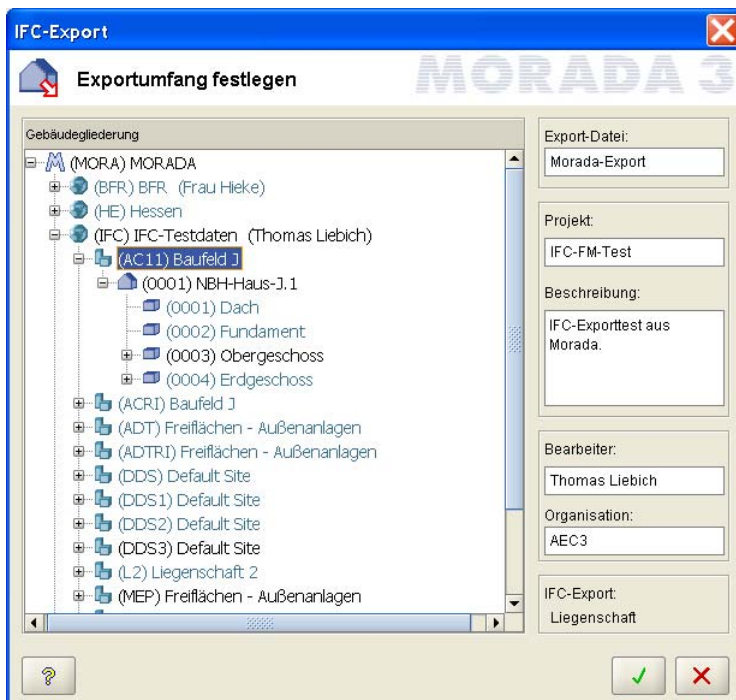 IFC-Export
Exportumfang festlegen
MORADA 3
Gebäudegliederung
(MORA) MORADA
(BFR) BFR (Frau Hieke)
(HE) Hessen
(IFC) IFC-Testdaten (Thomas Liebich)
(AC11) Baufeld J
(0001) NBH-Haus-J.1
(0001) Dach
(0002) Fundament
(0003) Obergeschoss
(0004) Erdgeschoss
(ACRI) Baufeld J
(ADT) Freiflächen - Außenanlagen
(ADTRI) Freiflächen - Außenanlagen
(DDS) Default Site
(DDS1) Default Site
(DDS2) Default Site
(DDS3) Default Site
(L2) Liegenschaft 2
(MEP) Freiflächen - Außenanlagen
Export-Datei:
Morada-Export
Projekt:
IFC-FM-Test
Beschreibung:
IFC-Exporttest aus
Morada.
Bearbeiter:
Thomas Liebich
Organisation:
AEC3
IFC-Export:
Liegenschaft